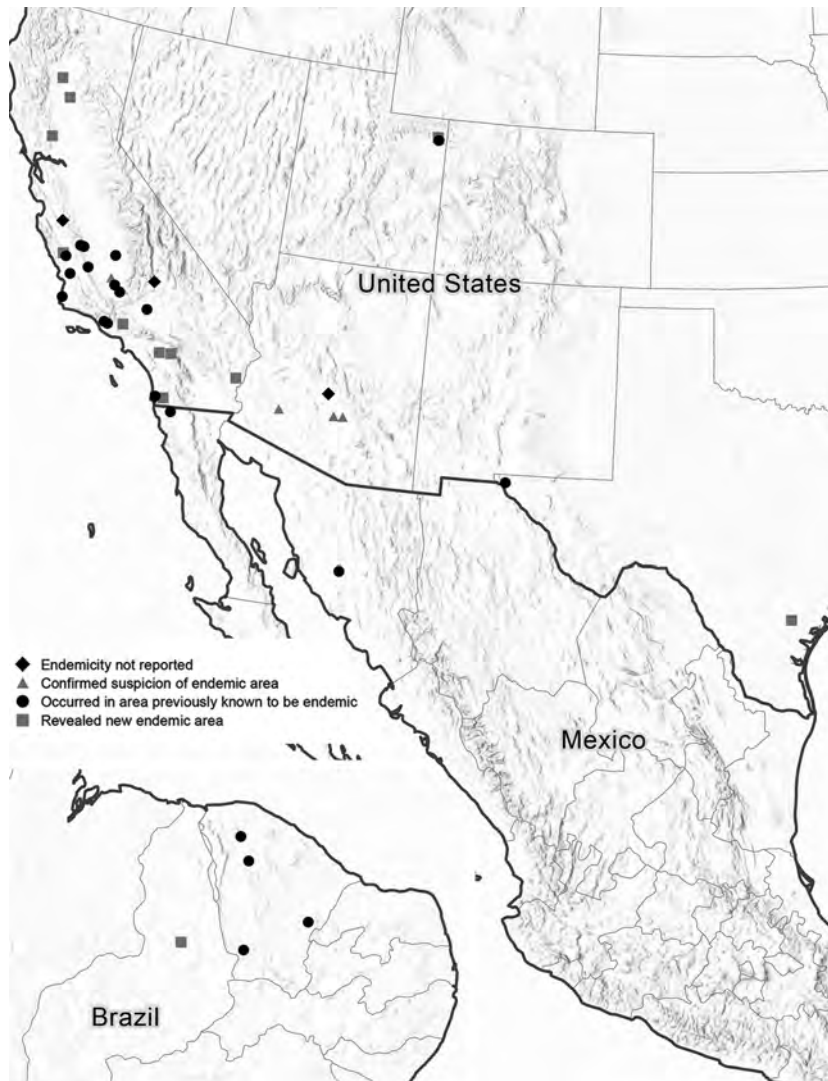 United States
Endemicity not reported
Confirmed suspicion of endemic area
Occurred in area previously known to be endemic
Revealed new endemic area
Mexico
Brazil